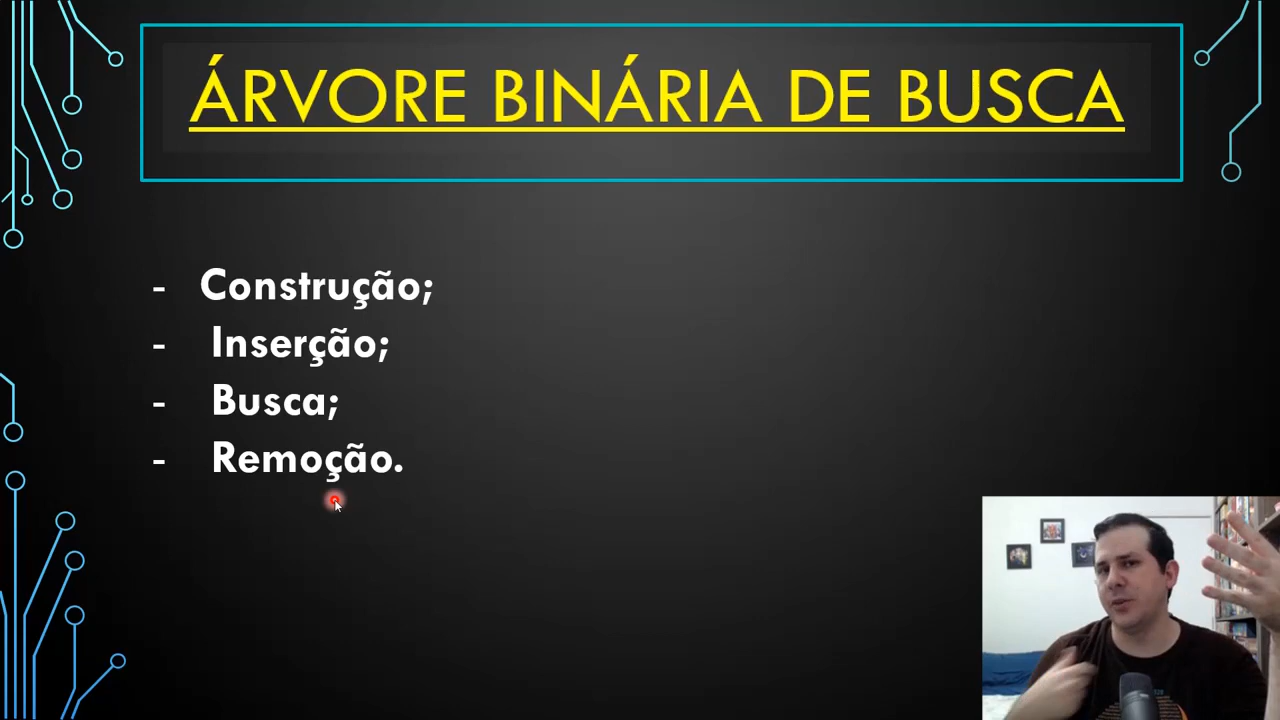 ÁRVORE BINÁRIA DE BUSCA
- Construção;
- Inserção;
- Busca;
- Remoção.